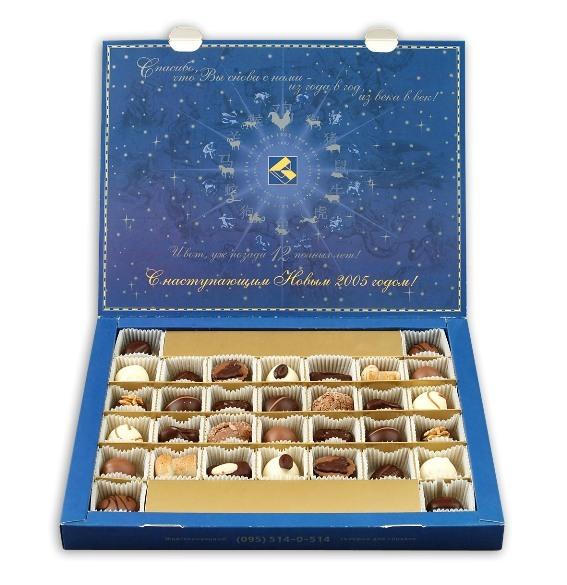 Спасибо,
что Вы снова с нами
из года в год,
из века в век!
И вот, уж позади 12 полных лет!
С наступающим Новым 2005 годом!
(095) 514-0-514